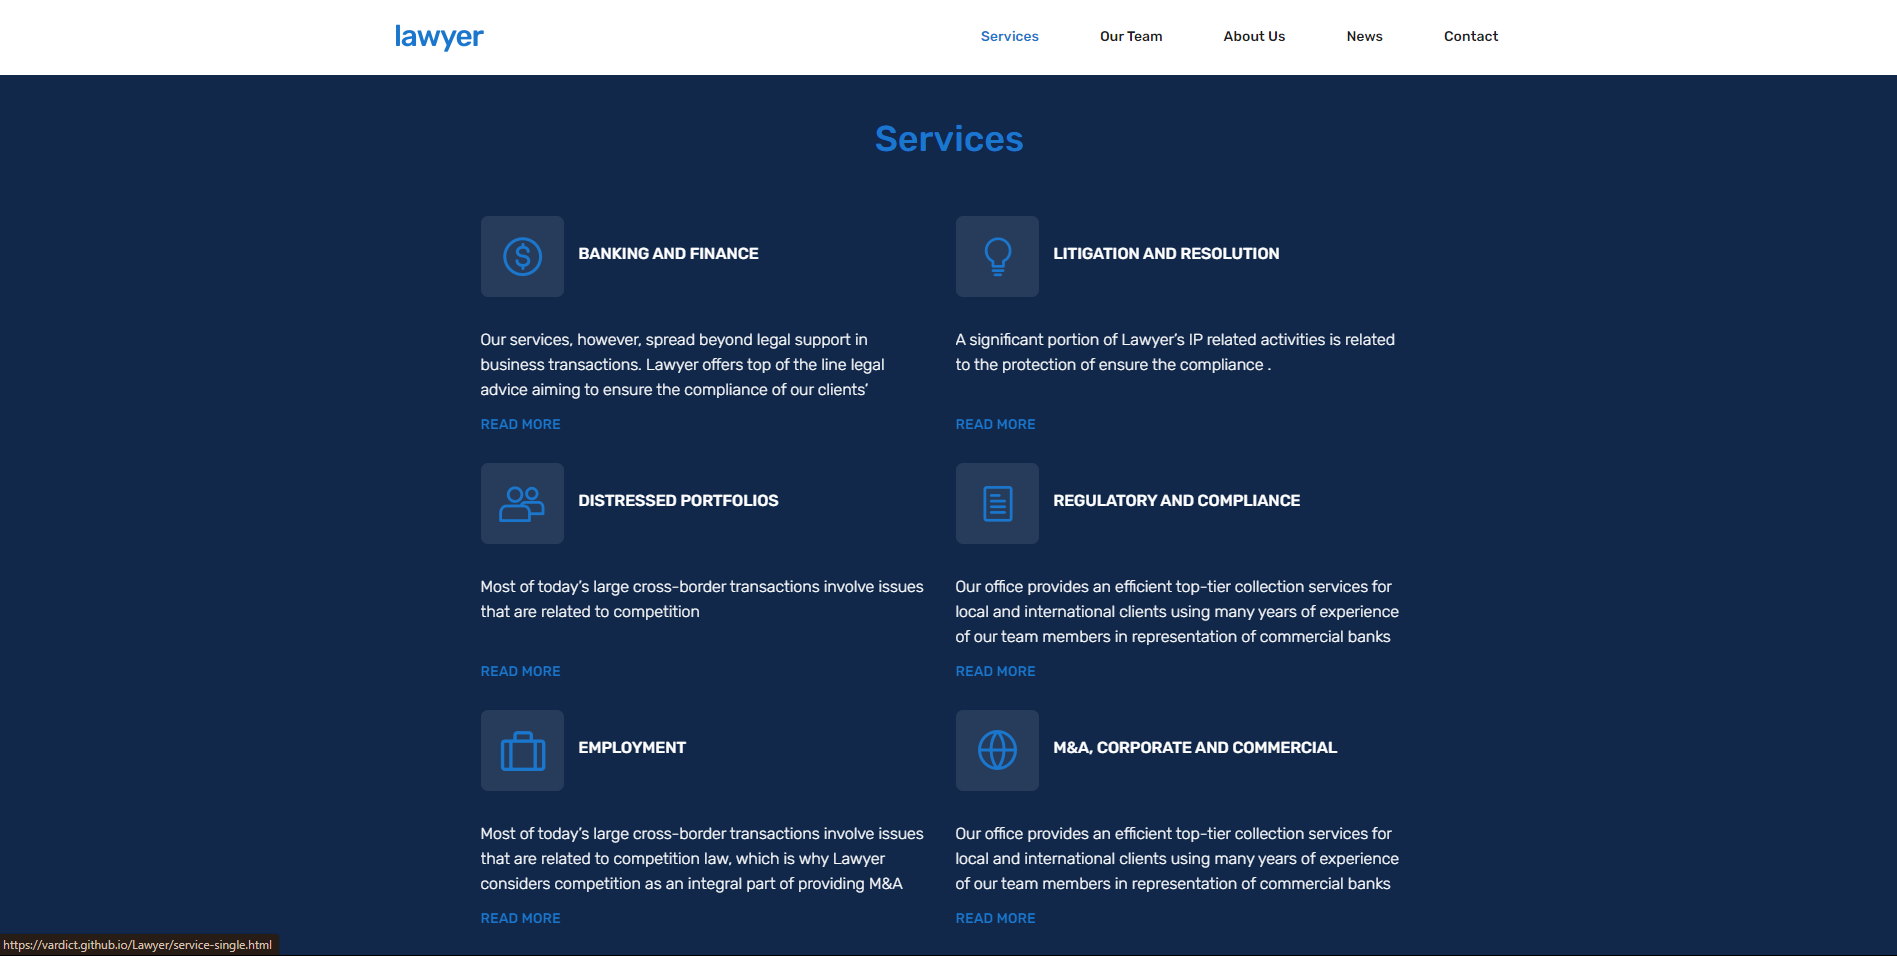 lawyer
Services
Our Team
About Us
News
Contact
Services
BANKING AND FINANCE
Our services, however, spread beyond legal support in
business transactions. Lawyer offers top of the line legal
advice aiming to ensure the compliance of our clients’
READ MORE
LITIGATION AND RESOLUTION
A significant portion of Lawyer’s IP related activities is related
to the protection of ensure the compliance .
READ MORE
DISTRESSED PORTFOLIOS
Most of today’s large cross-border transactions involve issues
that are related to competition
READ MORE
REGULATORY AND COMPLIANCE
Our office provides an efficient top-tier collection services for
local and international clients using many years of experience
of our team members in representation of commercial banks
READ MORE
EMPLOYMENT
Most of today’s large cross-border transactions involve issues
that are related to competition law, which is why Lawyer
considers competition as an integral part of providing M&A
READ MORE
M&A, CORPORATE AND COMMERCIAL
Our office provides an efficient top-tier collection services for
local and international clients using many years of experience
of our team members in representation of commercial banks
READ MORE
https://vardict.github.io/Lawyer/service-single.html